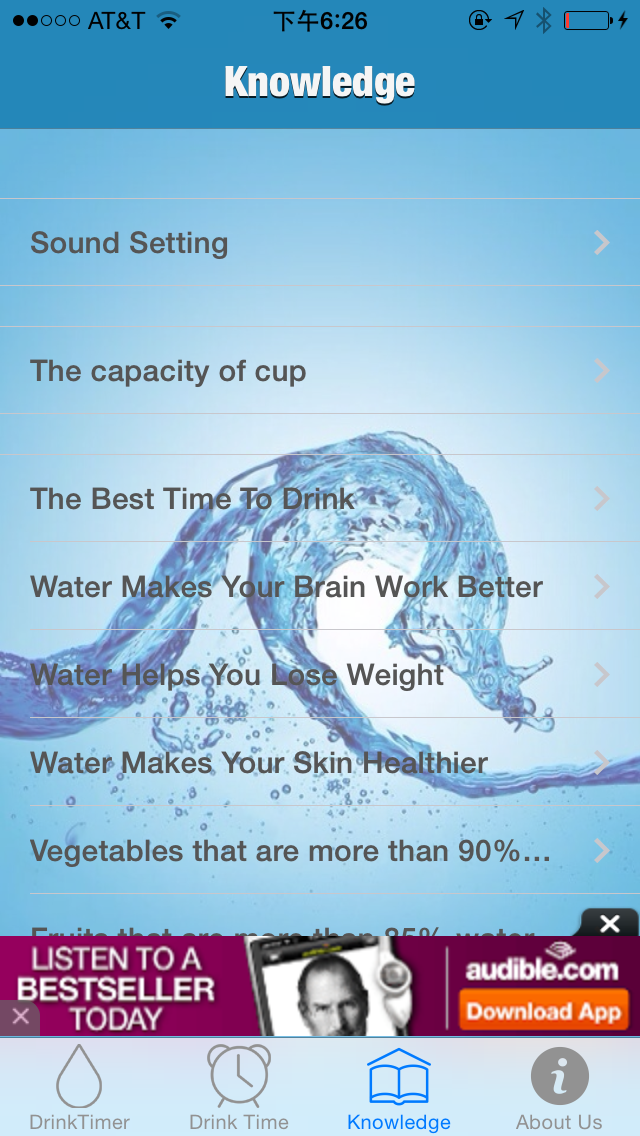 AT&T 下午6:26
Knowledge
Sound Setting
The capacity of cup
The Best Time To Drink
Water Makes Your Brain Work Better
Water Helps You Lose Weight
Water Makes Your Skin Healthier
Vegetables that are more than 90%...
Fruits that are more than 85% water
LISTEN TO A
BESTSELLER
TODAY
audible.com
Download App
DrinkTimer
Drink Time
Knowledge
About Us